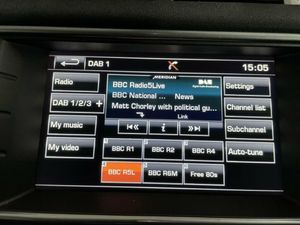 DAB 1
15:05
Radio
DAB 1/2/3 +
My music
My video
MERIDIAN
DAB
BBC Radio5Live
BBC National ... News
Matt Chorley with political gu...
Link
i
Settings
Channel list
Subchannel
Auto-tune
BBC R1
BBC R2
BBC R4
BBC R5L
BBC R6M
Free 80s